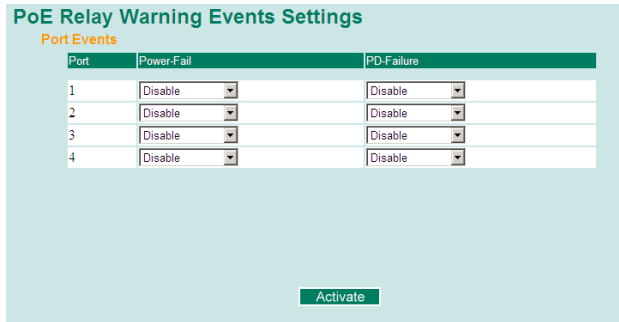 PoE Relay Warning Events Settings
Port Events
Port Power-Fail PD-Failure
1 Disable Disable
2 Disable Disable
3 Disable Disable
4 Disable Disable
Activate